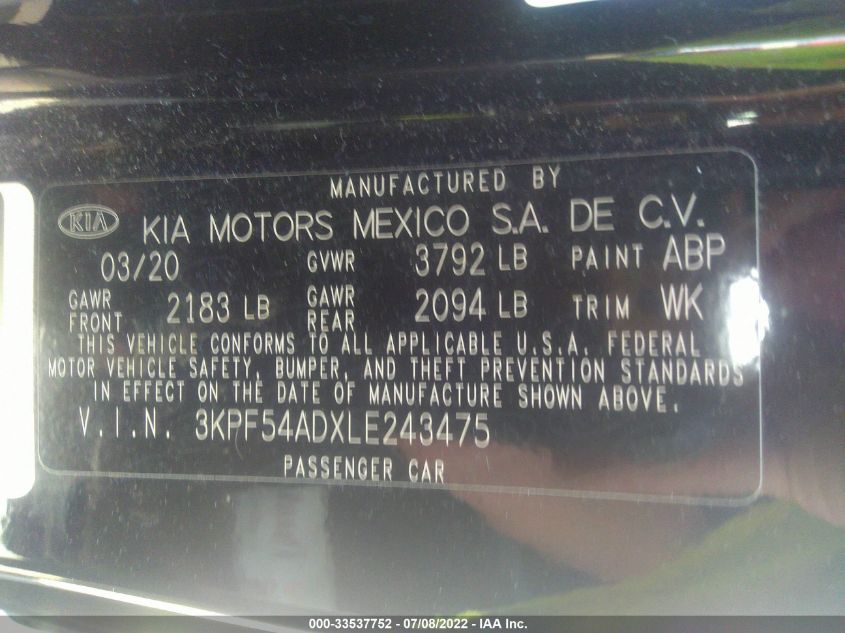 MANUFACTURED BY
KIA KIA MOTORS MEXICO S.A. DE C.V.
03/20 GVWR 3792 LB PAINT ABP
GAWR FRONT 2183 LB GAWR REAR 2094 LB TRIM WK
THIS VEHICLE CONFORMS TO ALL APPLICABLE U.S.A. FEDERAL
MOTOR VEHICLE SAFETY, BUMPER, AND THEFT PREVENTION STANDARDS
IN EFFECT ON THE DATE OF MANUFACTURE SHOWN ABOVE.
V.I.N. 3KPF54ADXLE243475
PASSENGER CAR
000-33537752 - 07/08/2022 - IAA Inc.